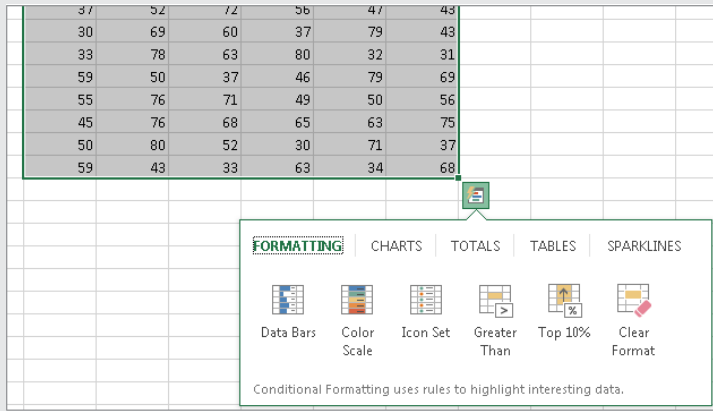 37 52 72 56 47 43
30 69 60 37 79 43
33 78 63 80 32 31
59 50 37 46 79 69
55 76 71 49 50 56
45 76 68 65 63 75
50 80 52 30 71 37
59 43 33 63 34 68
FORMATTING CHARTS TOTALS TABLES SPARKLINES
Data Bars Color Scale Icon Set Greater Than Top 10% Clear Format
Conditional Formatting uses rules to highlight interesting data.